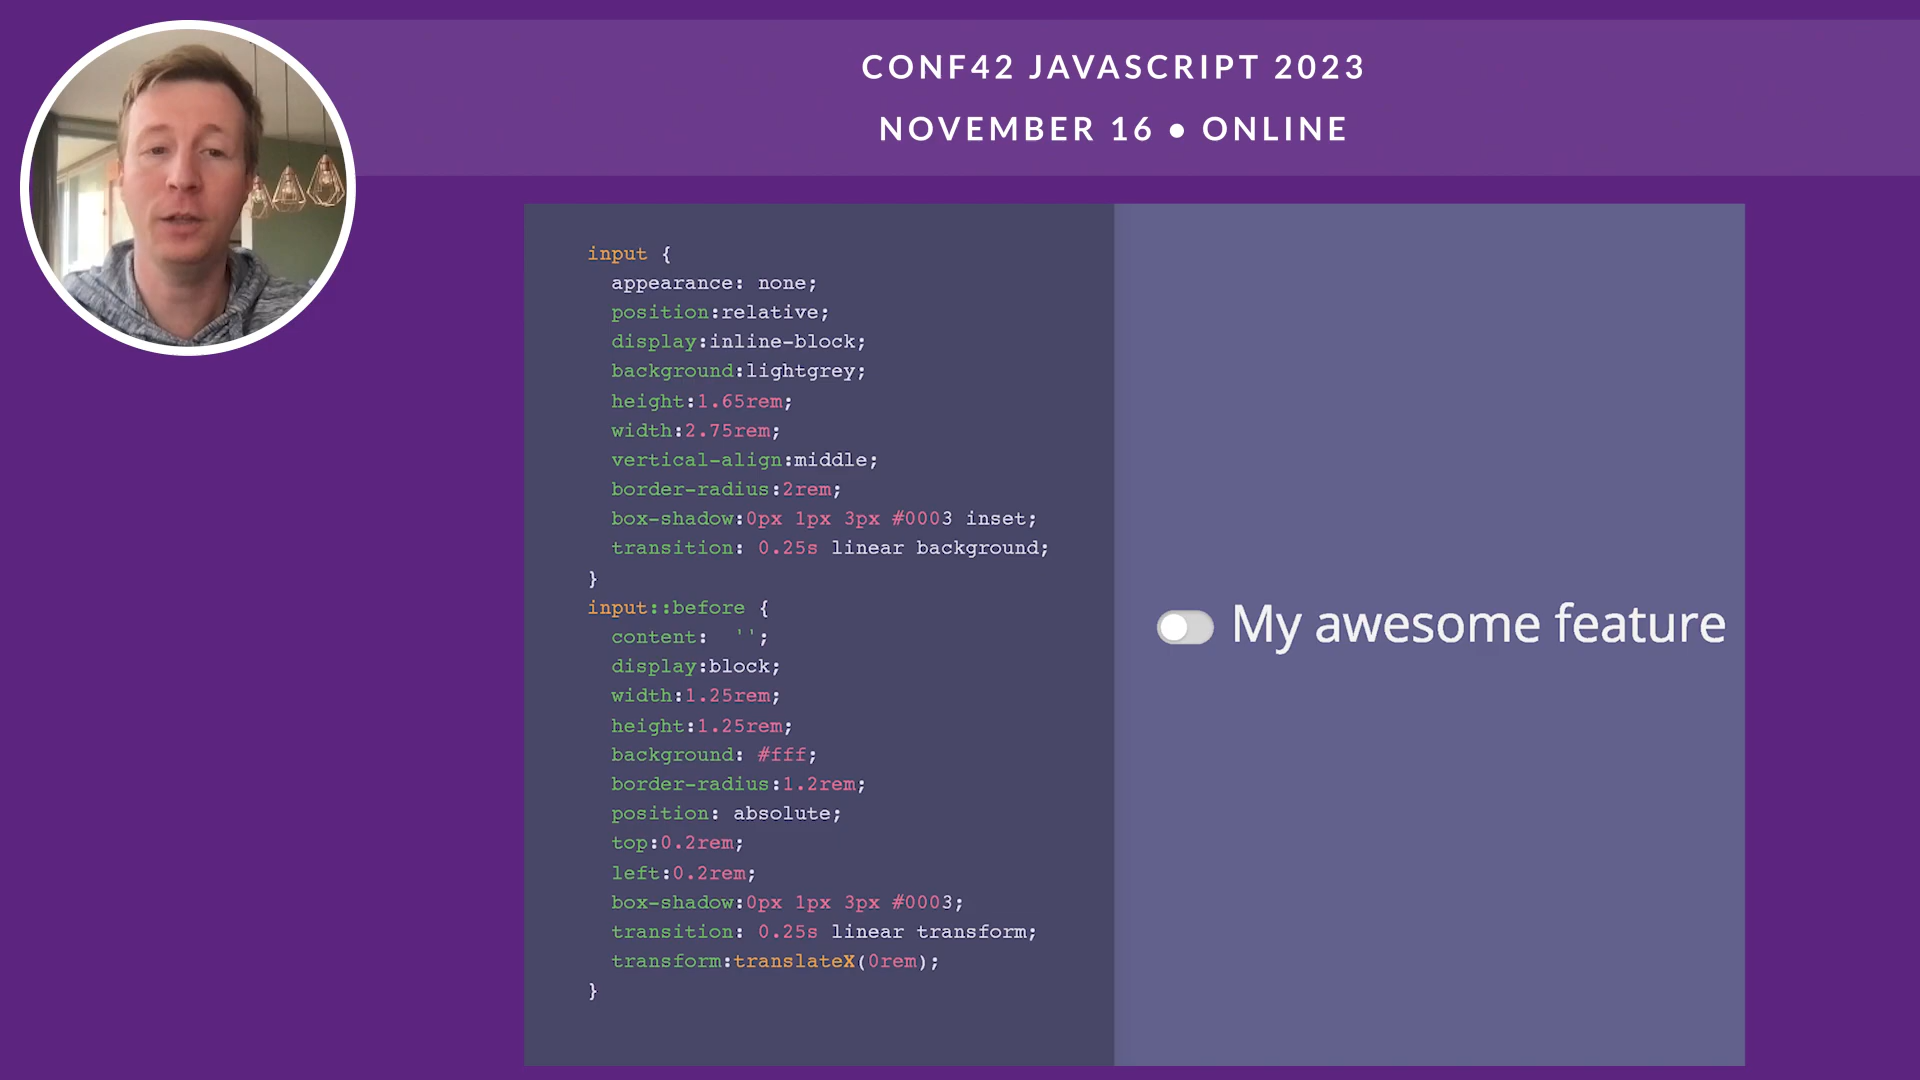 CONF42 JAVASCRIPT 2023
NOVEMBER 16 ● ONLINE
input {
  appearance: none;
  position:relative;
  display:inline-block;
  background:lightgrey;
  height:1.65rem;
  width:2.75rem;
  vertical-align:middle;
  border-radius:2rem;
  box-shadow:0px 1px 3px #0003 inset;
  transition: 0.25s linear background;
}
input::before {
  content:  '';
  display:block;
  width:1.25rem;
  height:1.25rem;
  background: #fff;
  border-radius:1.2rem;
  position: absolute;
  top:0.2rem;
  left:0.2rem;
  box-shadow:0px 1px 3px #0003;
  transition: 0.25s linear transform;
  transform:translateX(0rem);
}
My awesome feature